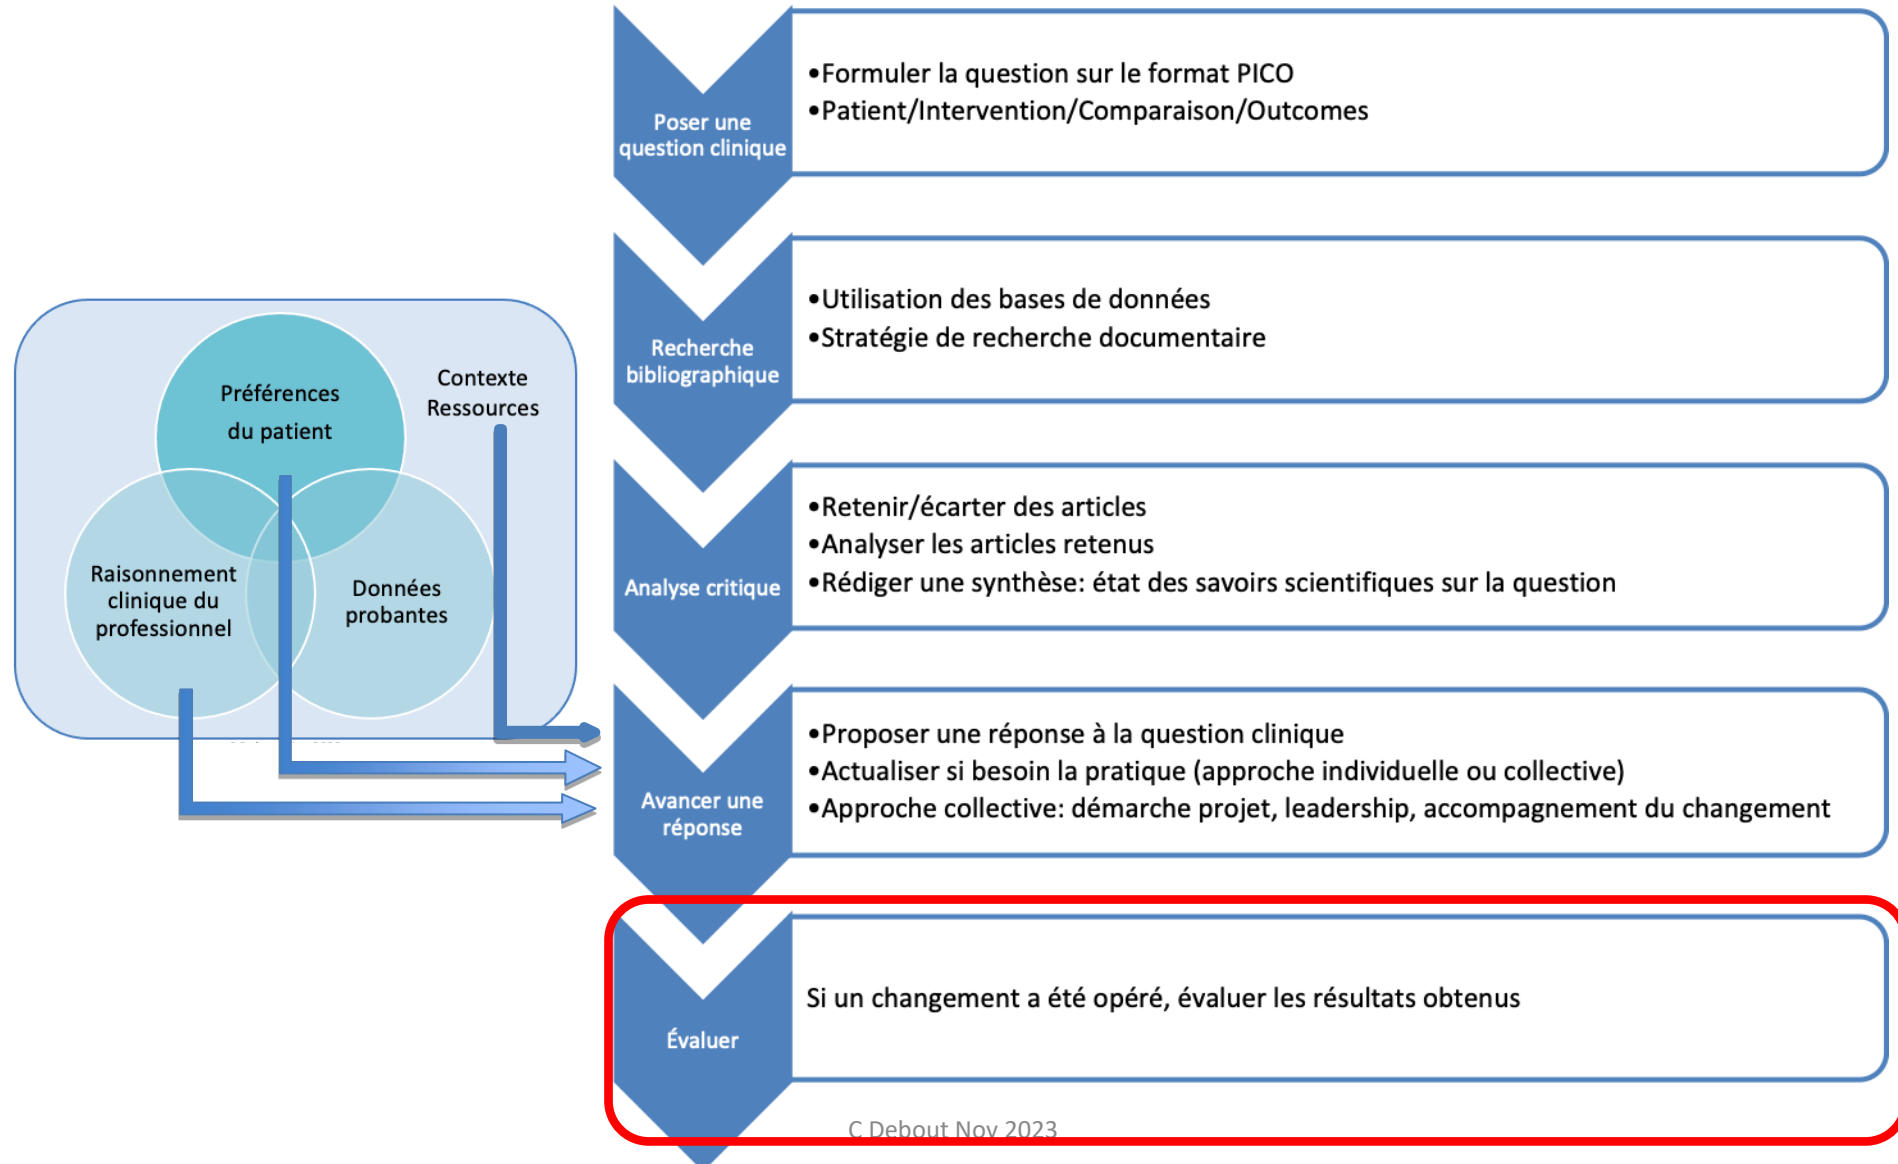 Poser une
question clinique
•Formuler la question sur le format PICO
•Patient/Intervention/Comparaison/Outcomes
Recherche
bibliographique
•Utilisation des bases de données
•Stratégie de recherche documentaire
Préférences
du patient
Contexte
Ressources
Raisonnement
clinique du
professionnel
Données
probantes
Analyse critique
•Retenir/écarter des articles
•Analyser les articles retenus
•Rédiger une synthèse: état des savoirs scientifiques sur la question
Avancer une
réponse
•Proposer une réponse à la question clinique
•Actualiser si besoin la pratique (approche individuelle ou collective)
•Approche collective: démarche projet, leadership, accompagnement du changement
Évaluer
Si un changement a été opéré, évaluer les résultats obtenus
C Debout Nov 2023